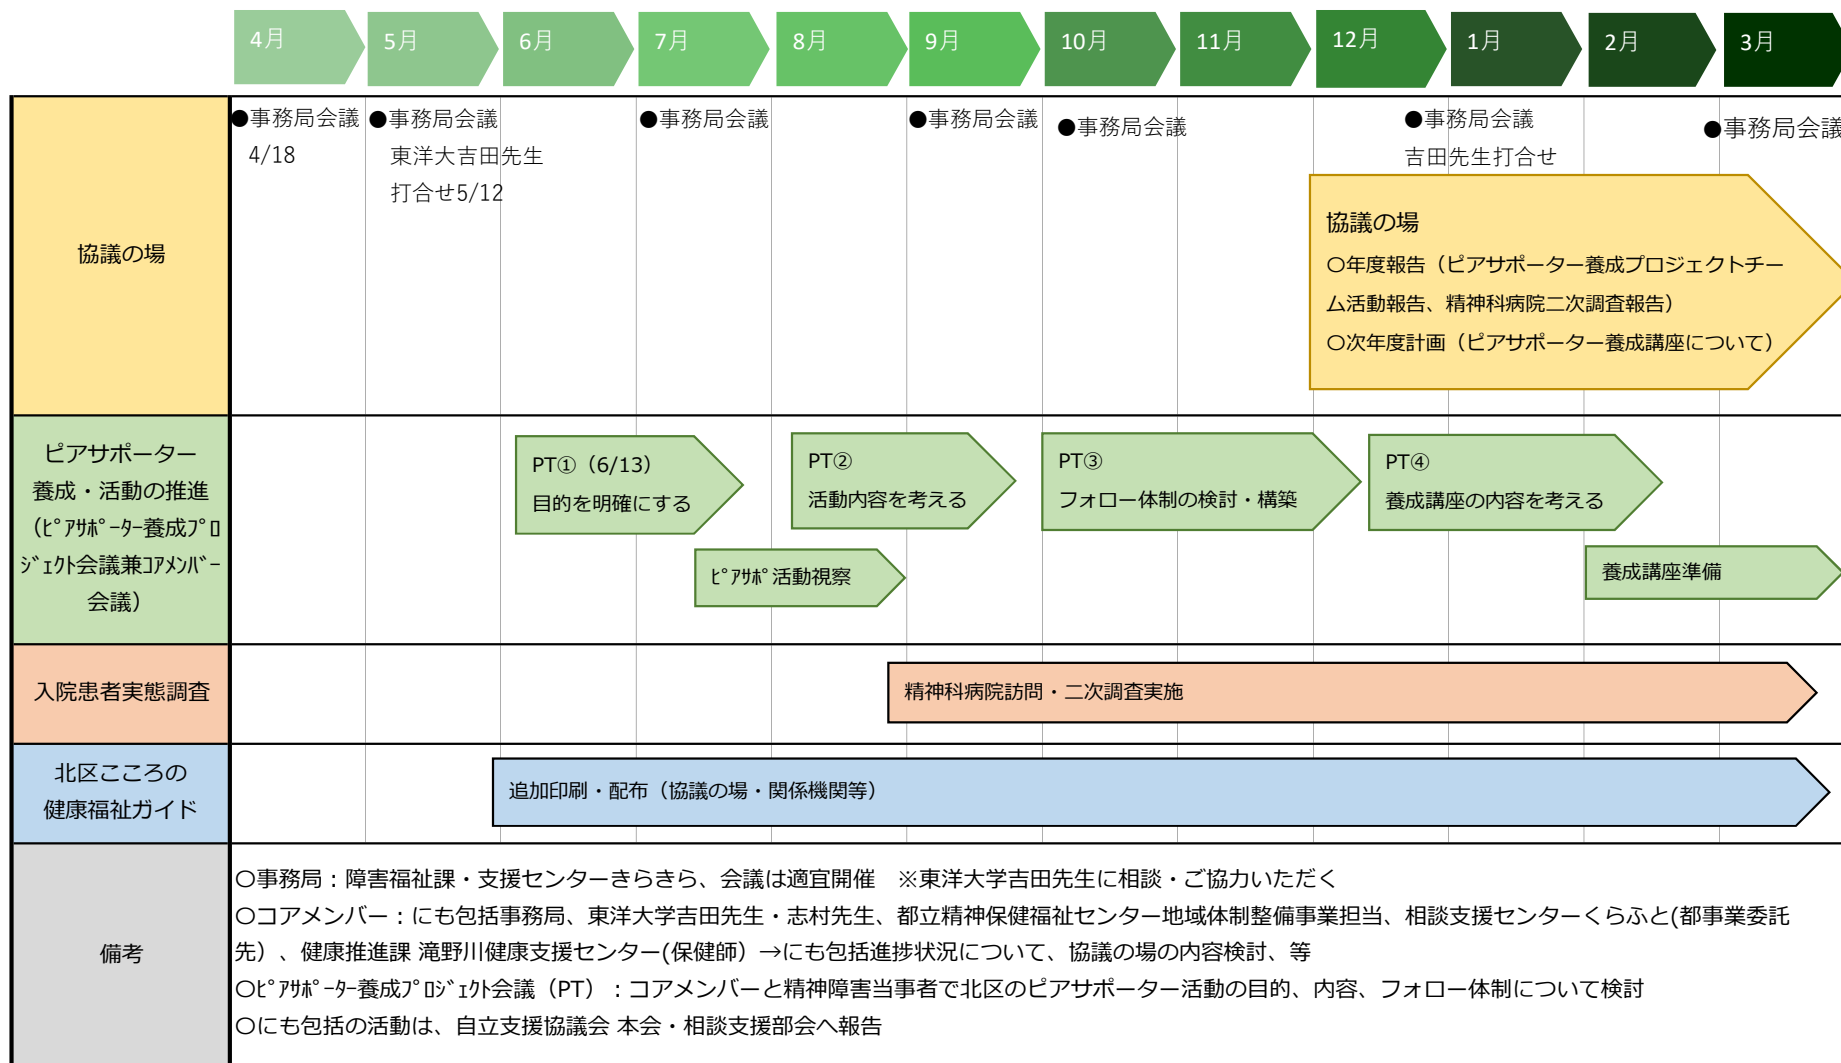 4月
5月
6月
7月
8月
9月
10月
11月
12月
1月
2月
3月
協議の場
●事務局会議
4/18
●事務局会議
東洋大吉田先生
打合せ5/12
●事務局会議
●事務局会議
●事務局会議
●事務局会議
吉田先生打合せ
●事務局会議
協議の場
〇年度報告（ピアサポーター養成プロジェクトチー
ム活動報告、精神科病院二次調査報告）
〇次年度計画（ピアサポーター養成講座について）
ピアサポーター
養成・活動の推進
（ﾋﾟｱｻﾎﾟｰﾀｰ養成ﾌﾟﾛ
ｼﾞｪｸﾄ会議兼ｺｱﾒﾝﾊﾞｰ
会議）
PT①（6/13）
目的を明確にする
PT②
活動内容を考える
PT③
フォロー体制の検討・構築
PT④
養成講座の内容を考える
ﾋﾟｱｻﾎﾟ活動視察
養成講座準備
入院患者実態調査
精神科病院訪問・二次調査実施
北区こころの
健康福祉ガイド
追加印刷・配布（協議の場・関係機関等）
備考
〇事務局：障害福祉課・支援センターきらきら、会議は適宜開催　※東洋大学吉田先生に相談・ご協力いただく
〇コアメンバー：にも包括事務局、東洋大学吉田先生・志村先生、都立精神保健福祉センター地域体制整備事業担当、相談支援センターくらふと(都事業委託
先）、健康推進課 滝野川健康支援センター(保健師）→にも包括進捗状況について、協議の場の内容検討、等
〇ﾋﾟｱｻﾎﾟｰﾀｰ養成ﾌﾟﾛｼﾞｪｸﾄ会議（PT）：コアメンバーと精神障害当事者で北区のピアサポーター活動の目的、内容、フォロー体制について検討
〇にも包括の活動は、自立支援協議会 本会・相談支援部会へ報告